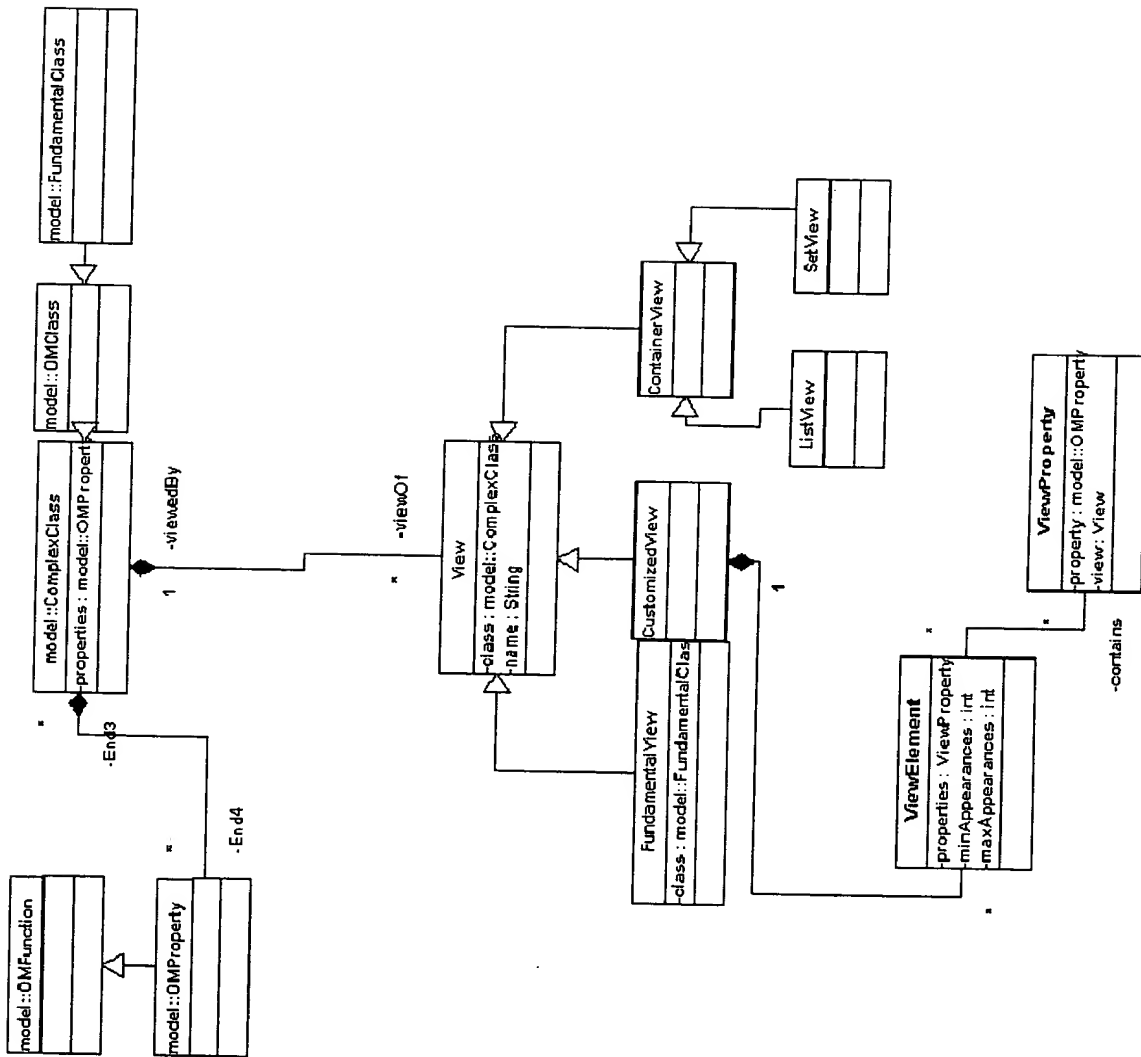 model::FundamentalClass
model::OMClass
model::ComplexClass
-properties : model::OMPropert
-viewedBy
1
*
-End3
*
-End4
model::OMFunction
model::OMProperty
*
-viewOf
View
-class : model::ComplexClass
-name : String
ContainerView
SetView
ListView
CustomizedView
1
FundamentalView
-class : model::FundamentalClas
ViewElement
-properties : ViewProperty
-minAppearances : int
-maxAppearances : int
*
*
*
-contains
ViewProperty
-property : model::OMProperty
-view : View